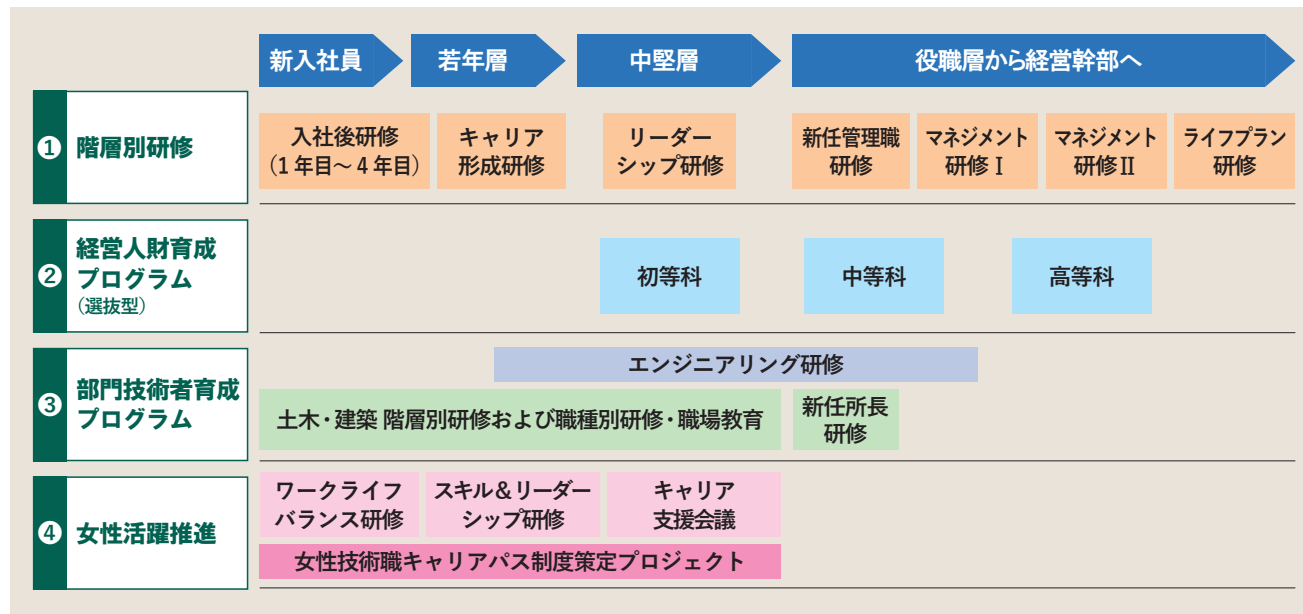 新入社員
若年層
中堅層
役職層から経営幹部へ
❶ 階層別研修
入社後研修
(1年目〜4年目)
キャリア
形成研修
リーダー
シップ研修
新任管理職
研修
マネジメント
研修Ⅰ
マネジメント
研修Ⅱ
ライフプラン
研修
❷ 経営人財育成
プログラム
(選抜型)
初等科
中等科
高等科
❸ 部門技術者育成
プログラム
エンジニアリング研修
土木・建築 階層別研修および職種別研修・職場教育
新任所長
研修
❹ 女性活躍推進
ワークライフ
バランス研修
スキル&リーダー
シップ研修
キャリア
支援会議
女性技術職キャリアパス制度策定プロジェクト